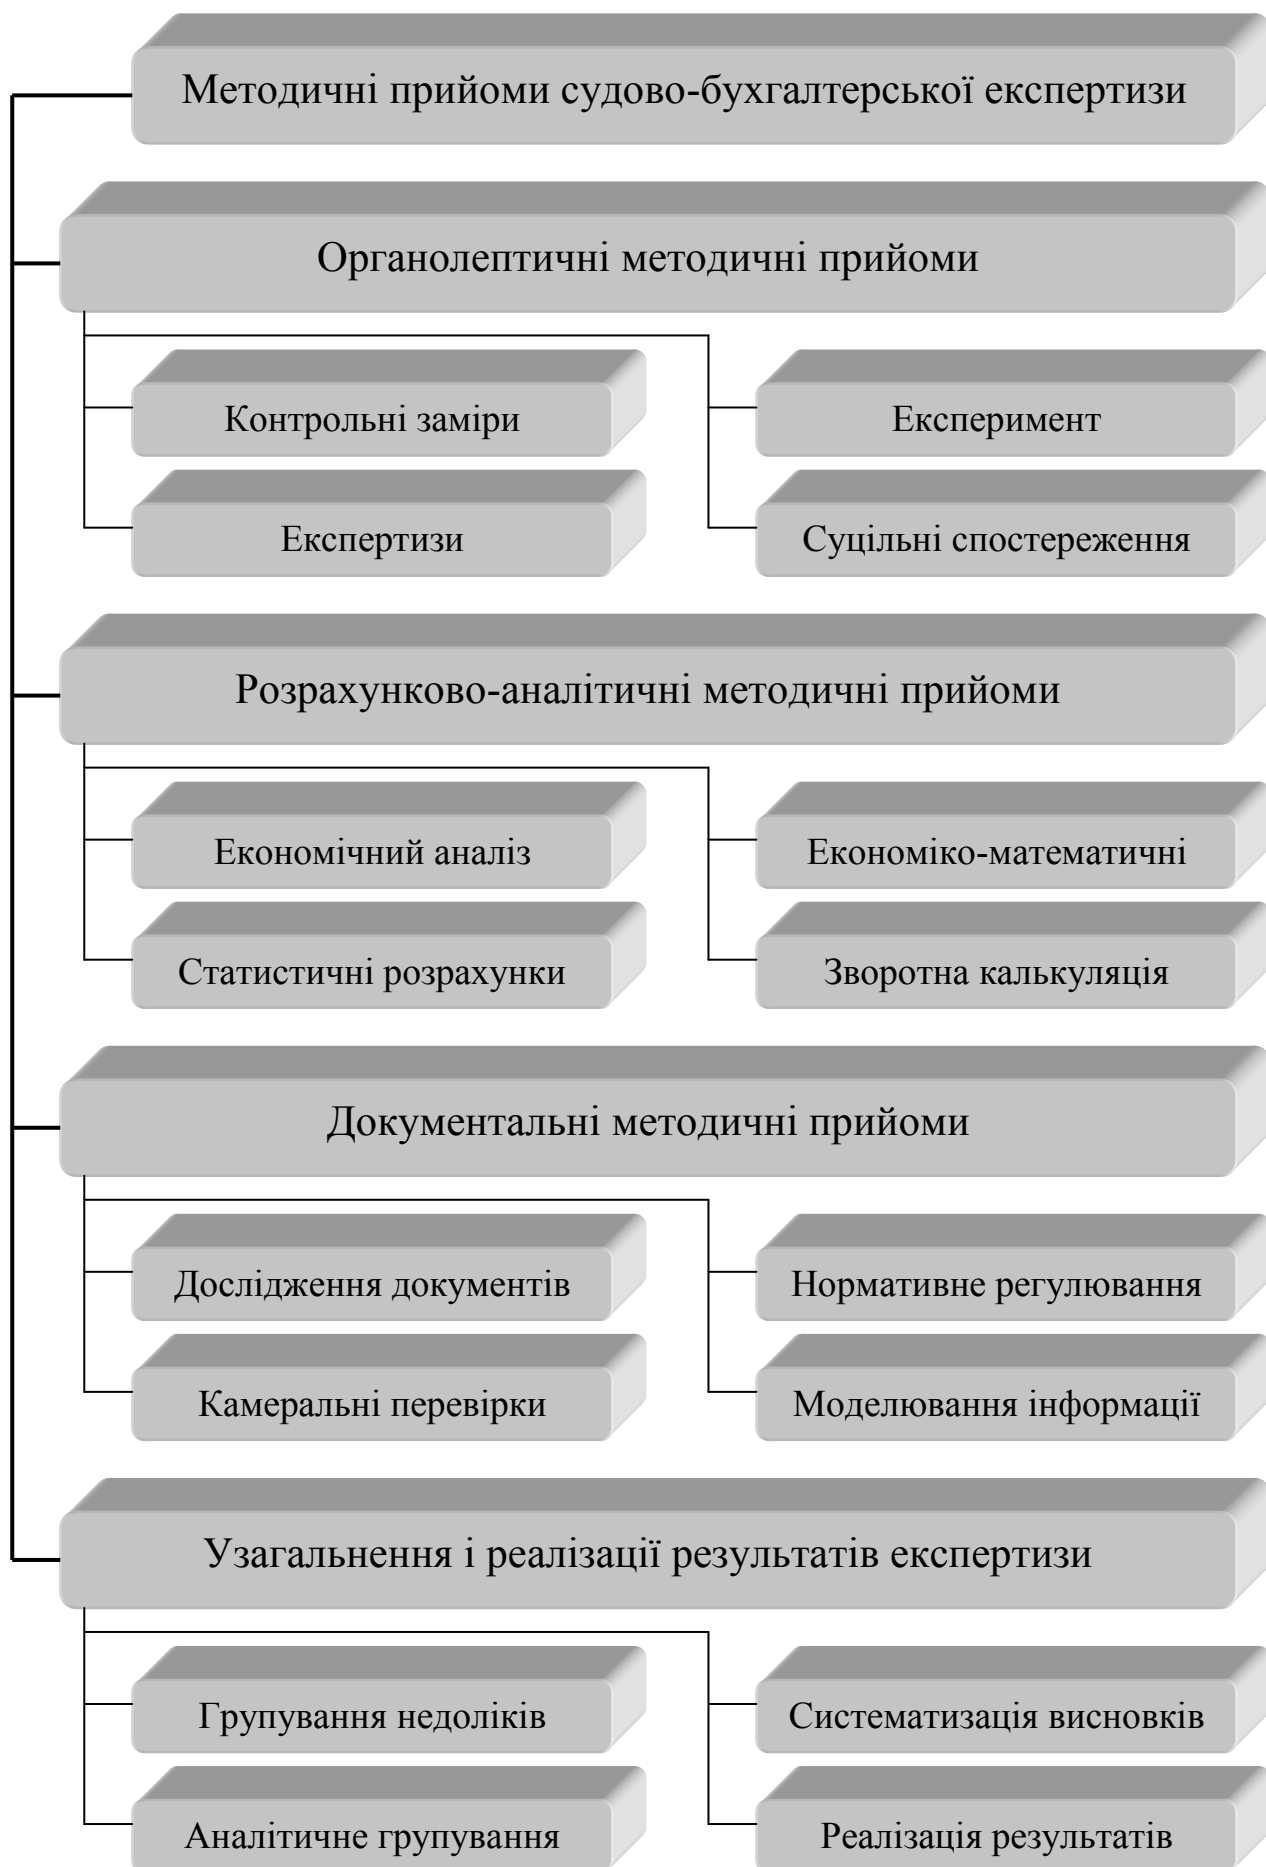 Методичні прийоми судово-бухгалтерської експертизи
Органолептичні методичні прийоми
Контрольні заміри
Експеримент
Експертизи
Суцільні спостереження
Розрахунково-аналітичні методичні прийоми
Економічний аналіз
Економіко-математичні
Статистичні розрахунки
Зворотна калькуляція
Документальні методичні прийоми
Дослідження документів
Нормативне регулювання
Камеральні перевірки
Моделювання інформації
Узагальнення і реалізації результатів експертизи
Групування недоліків
Систематизація висновків
Аналітичне групування
Реалізація результатів